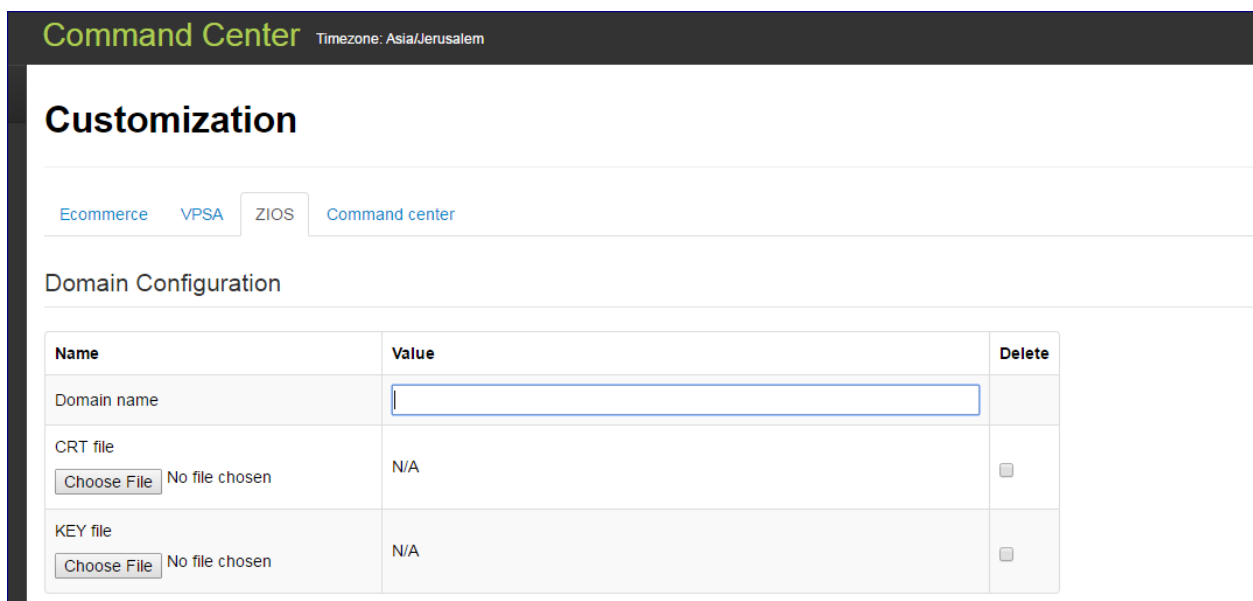 Command Center Timezone: Asia/Jerusalem
Customization
Ecommerce VPSA ZIOS Command center
Domain Configuration
Name Value Delete
Domain name
CRT file
Choose File No file chosen N/A
KEY file
Choose File No file chosen N/A